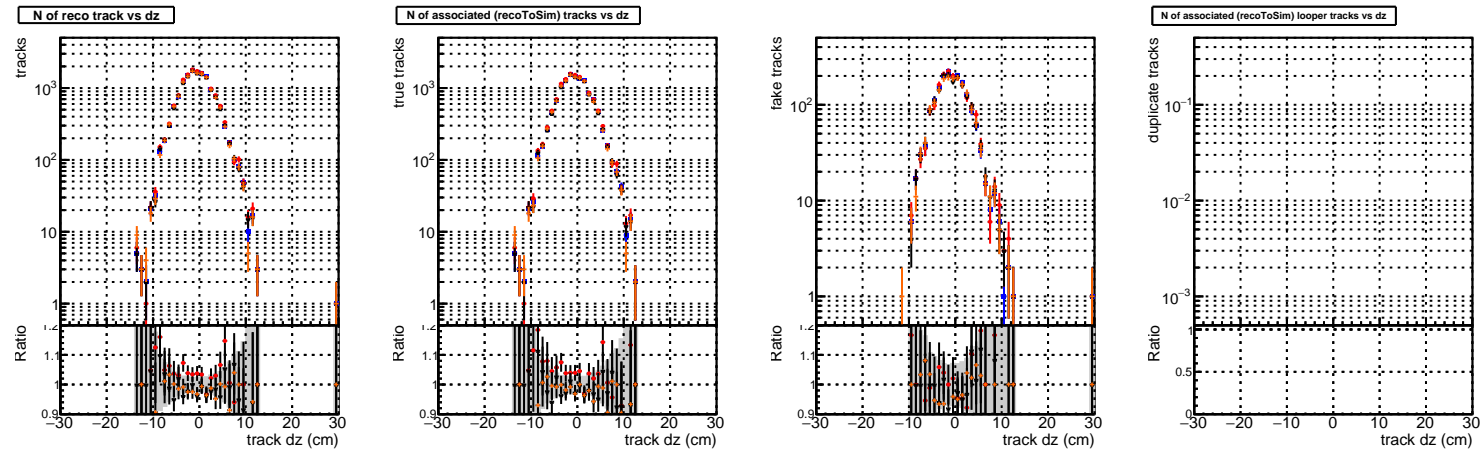 N of reco track vs dz
tracks
10³
10²
10
1
Ratio
1.2
1.1
1
0.9
−30 −20 −10 0 10 20 30
track dz (cm)
N of associated (recoToSim) tracks vs dz
true tracks
10³
10²
10
1
Ratio
1.2
1.1
1
0.9
−30 −20 −10 0 10 20 30
track dz (cm)
fake tracks
10²
10
1
Ratio
1.2
1.1
1
0.9
−30 −20 −10 0 10 20 30
track dz (cm)
N of associated (recoToSim) looper tracks vs dz
duplicate tracks
10⁻¹
10⁻²
10⁻³
Ratio
1
0.5
0
−30 −20 −10 0 10 20 30
track dz (cm)